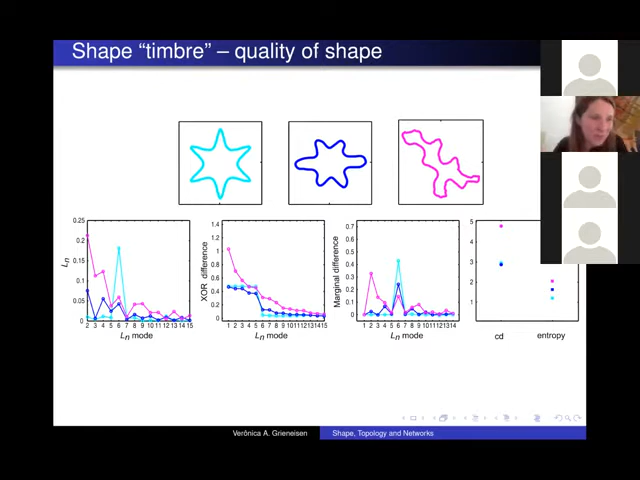 Shape “timbre” – quality of shape
0.25
0.2
0.15
0.1
0.05
0
Ln
2 3 4 5 6 7 8 9 10 11 12 13 14 15
Ln mode
1.4
1.2
1
0.8
0.6
0.4
0.2
0
XOR difference
1 2 3 4 5 6 7 8 9 10 11 12 13 14 15
Ln mode
0.7
0.6
0.5
0.4
0.3
0.2
0.1
0
Marginal difference
1 2 3 4 5 6 7 8 9 10 11 12 13 14
Ln mode
5
4
3
2
1
cd entropy
Verônica A. Grieneisen Shape, Topology and Networks